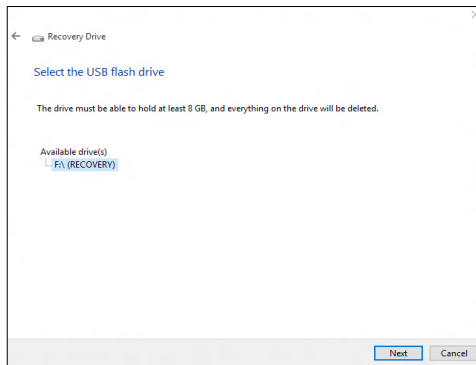 Recovery Drive
Select the USB flash drive
The drive must be able to hold at least 8 GB, and everything on the drive will be deleted.
Available drive(s)
F:\ (RECOVERY)
Next Cancel